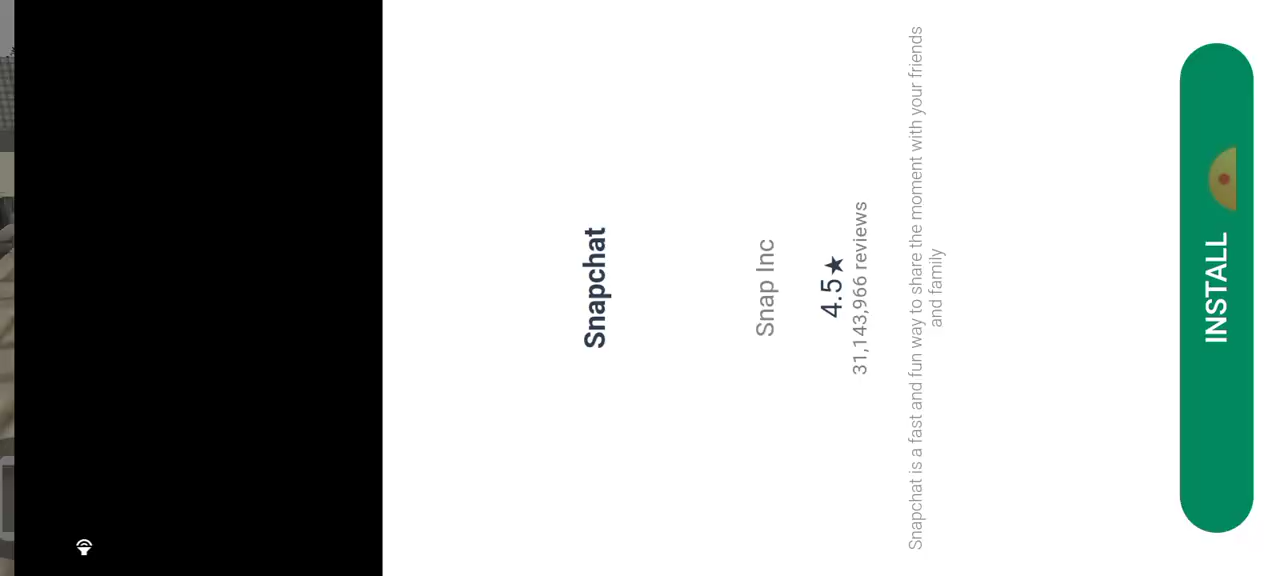 Snapchat
Snap Inc
4.5★
31,143,966 reviews
Snapchat is a fast and fun way to share the moment with your friends
and family
INSTALL